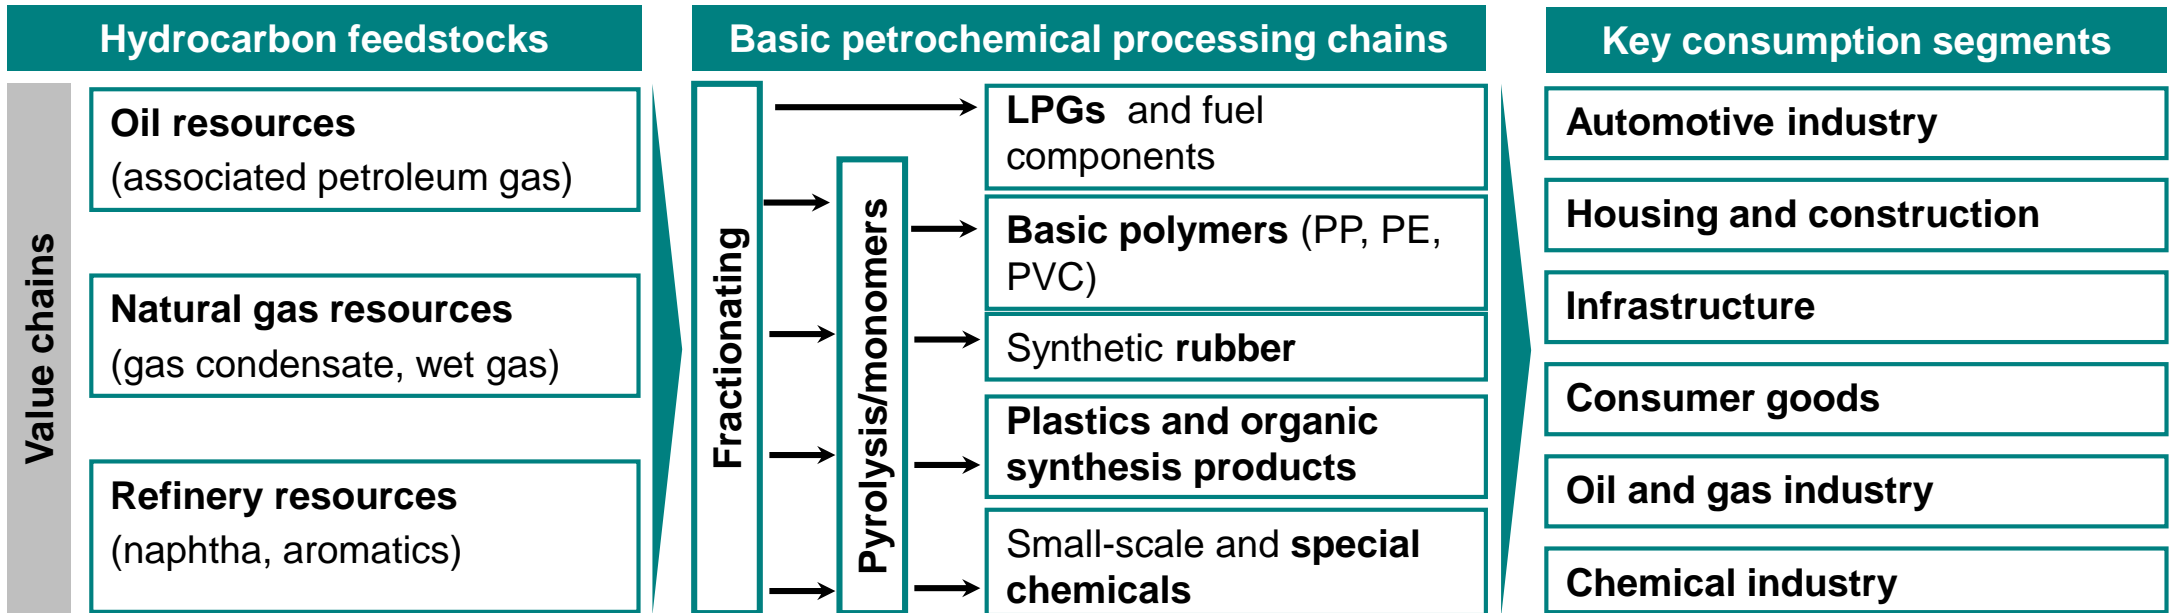 Hydrocarbon feedstocks
Basic petrochemical processing chains
Key consumption segments
Value chains
Oil resources
(associated petroleum gas)
Natural gas resources
(gas condensate, wet gas)
Refinery resources
(naphtha, aromatics)
Fractionating
Pyrolysis/monomers
LPGs and fuel
components
Basic polymers (PP, PE,
PVC)
Synthetic rubber
Plastics and organic
synthesis products
Small-scale and special
chemicals
Automotive industry
Housing and construction
Infrastructure
Consumer goods
Oil and gas industry
Chemical industry